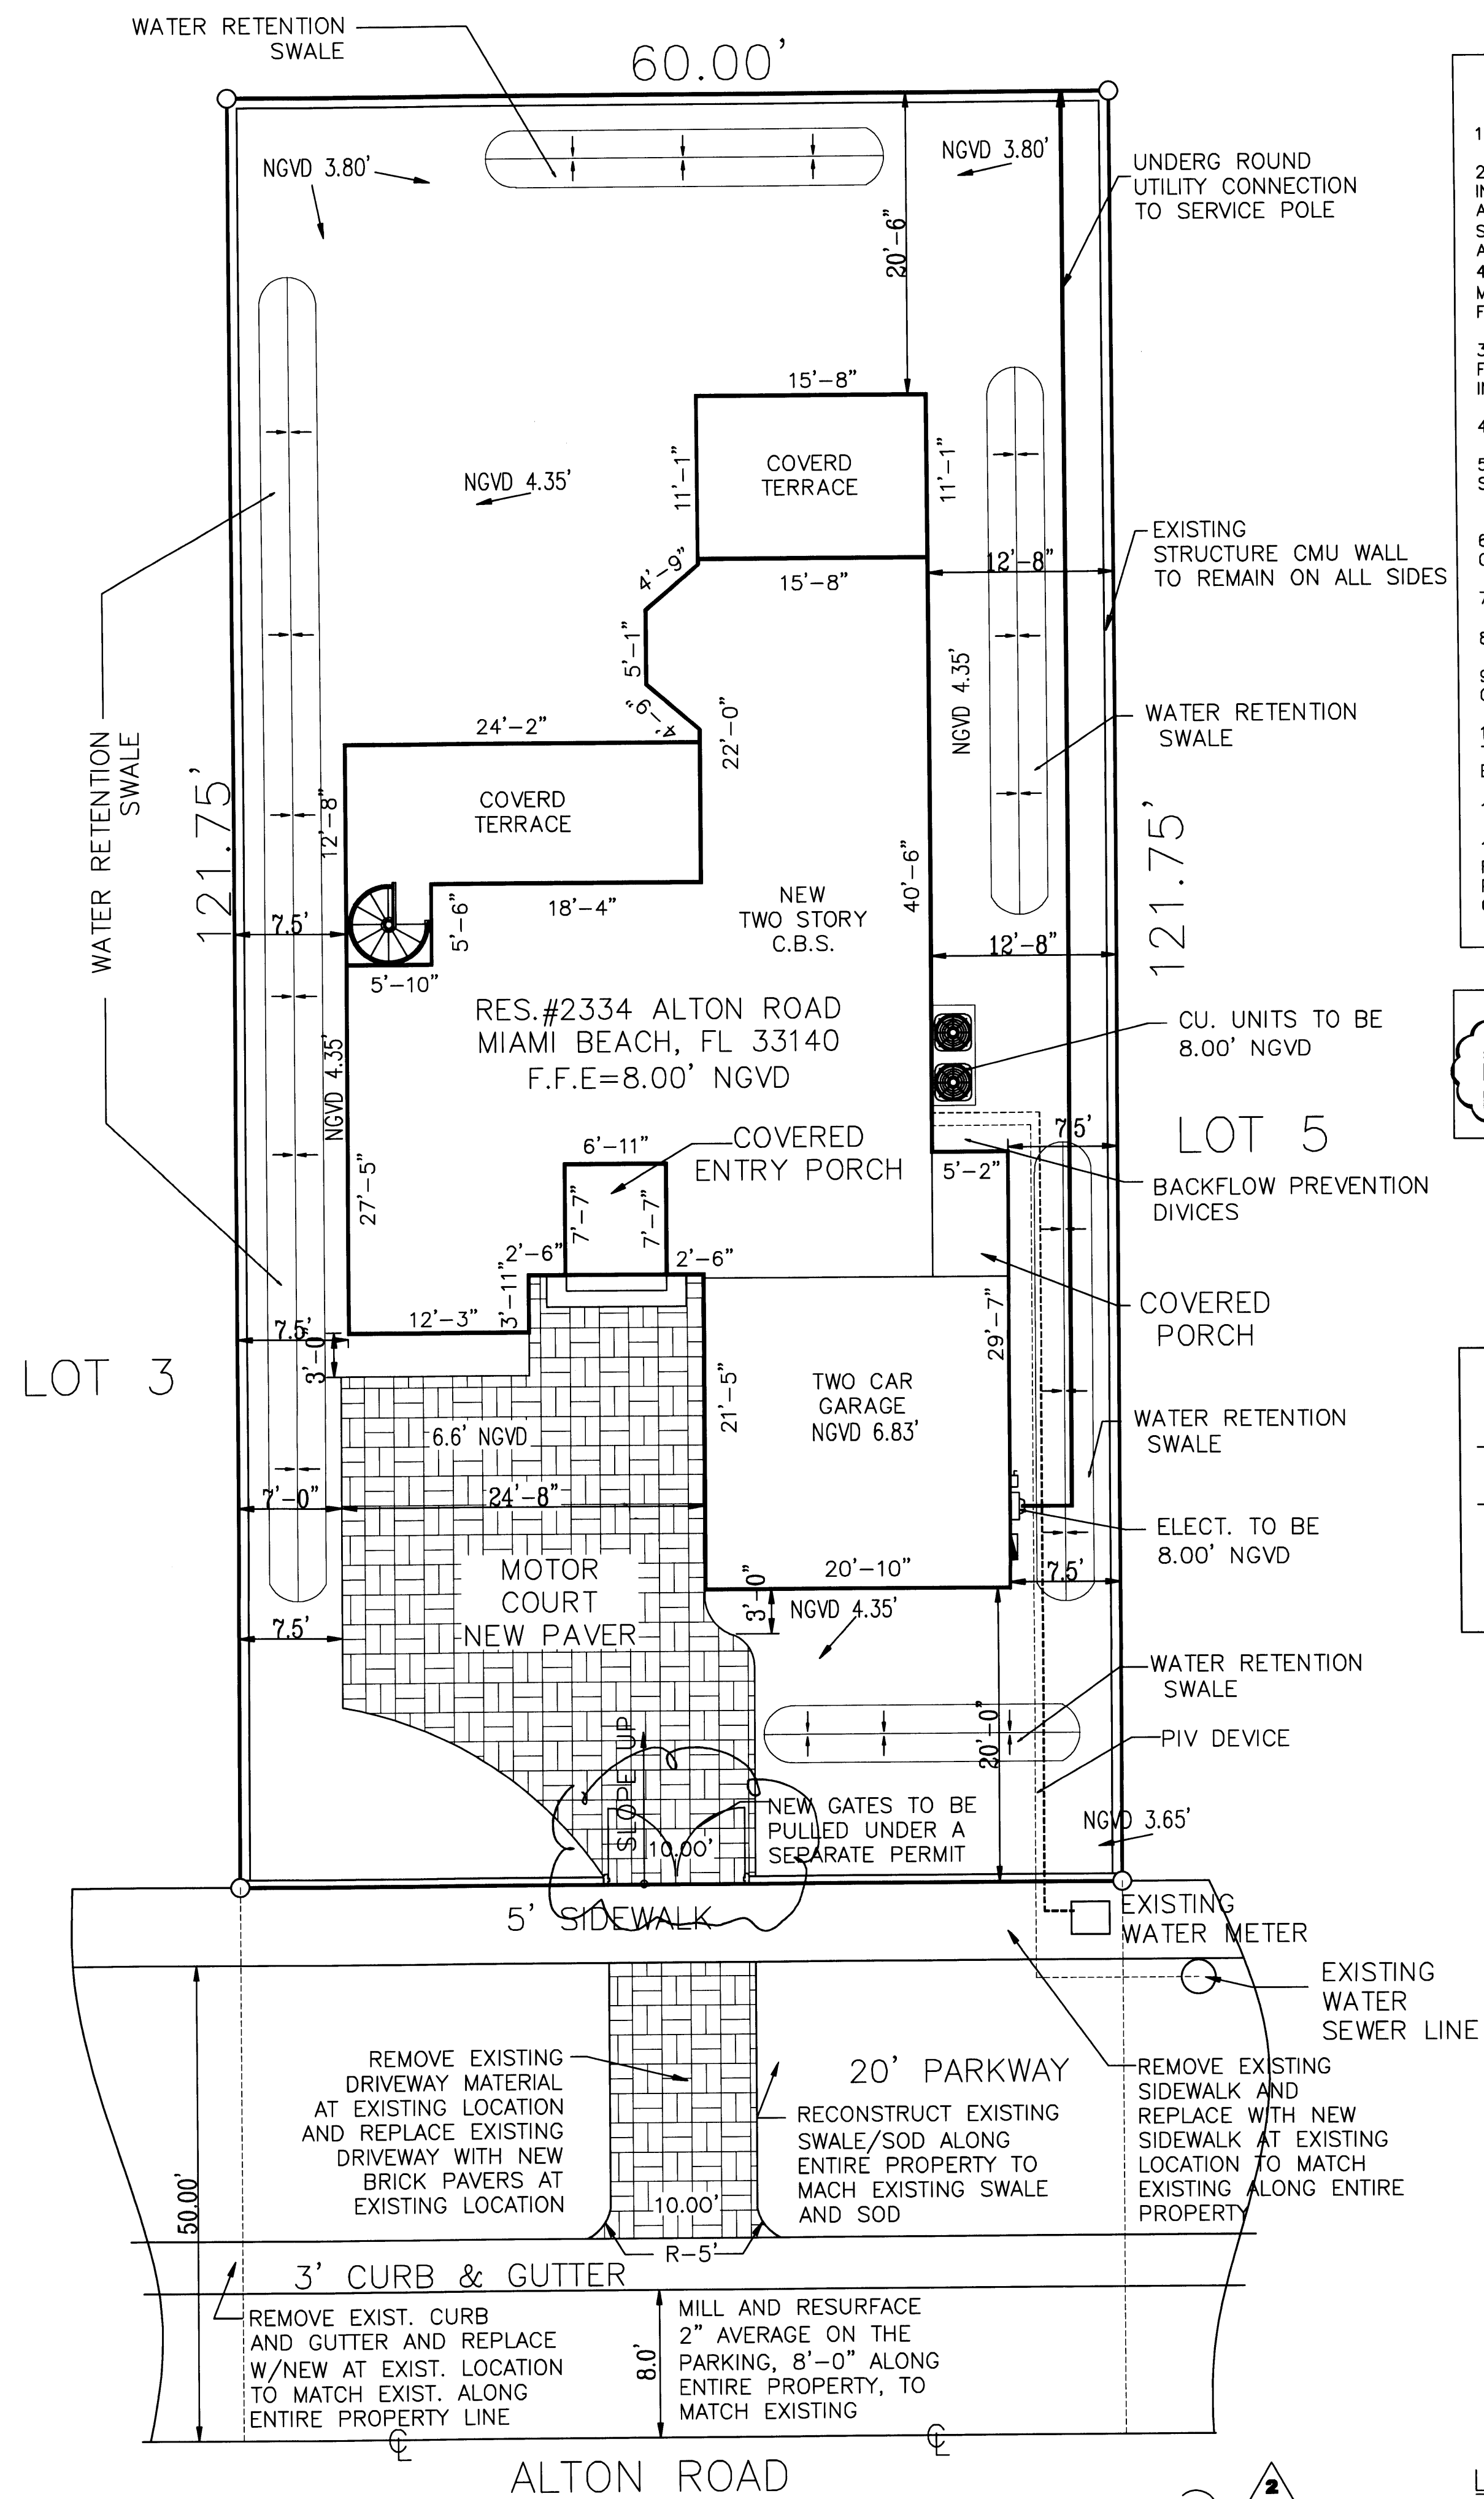 WATER RETENTION
SWALE
60.00'
NGVD 3.80'
NGVD 3.80'
UNDERG ROUND
UTILITY CONNECTION
TO SERVICE POLE
20'-6"
15'-8"
11'-1"
COVERD
TERRACE
11'-1"
NGVD 4.35'
EXISTING
STRUCTURE CMU WALL
TO REMAIN ON ALL SIDES
12'-8"
15'-8"
4'-9"
5'-1"
4'-9"
22'-0"
NGVD 4.35'
WATER RETENTION
SWALE
24'-2"
WATER RETENTION
SWALE
121.75'
12'-8"
COVERD
TERRACE
121.75'
40'-6"
NEW
TWO STORY
C.B.S.
18'-4"
7.5'
5'-6"
12'-8"
5'-10"
RES.#2334 ALTON ROAD
MIAMI BEACH, FL 33140
F.F.E=8.00' NGVD
CU. UNITS TO BE
8.00' NGVD
NGVD 4.35'
7.5'
LOT 5
6'-11"
COVERED
ENTRY PORCH
5'-2"
BACKFLOW PREVENTION
DIVICES
27'-5"
7'-7"
7'-7"
2'-6"
2'-6"
3'-11"
12'-3"
7.5'
3'-0"
29'-7"
COVERED
PORCH
LOT 3
21'-5"
TWO CAR
GARAGE
NGVD 6.83'
6.6' NGVD
WATER RETENTION
SWALE
7'-0"
24'-8"
ELECT. TO BE
8.00' NGVD
MOTOR
COURT
NEW PAVER
20'-10"
7.5'
3'-0"
NGVD 4.35'
7.5'
WATER RETENTION
SWALE
20'-0"
PIV DEVICE
SLOPE UP
NEW GATES TO BE
PULLED UNDER A
SEPARATE PERMIT
10.00'
NGVD 3.65'
5' SIDEWALK
EXISTING
WATER METER
EXISTING
WATER
SEWER LINE
REMOVE EXISTING
DRIVEWAY MATERIAL
AT EXISTING LOCATION
AND REPLACE EXISTING
DRIVEWAY WITH NEW
BRICK PAVERS AT
EXISTING LOCATION
20' PARKWAY
RECONSTRUCT EXISTING
SWALE/SOD ALONG
ENTIRE PROPERTY TO
MACH EXISTING SWALE
AND SOD
REMOVE EXISTING
SIDEWALK AND
REPLACE WITH NEW
SIDEWALK AT EXISTING
LOCATION TO MATCH
EXISTING ALONG ENTIRE
PROPERTY
50.00'
10.00'
R-5'
3' CURB & GUTTER
REMOVE EXIST. CURB
AND GUTTER AND REPLACE
W/NEW AT EXIST. LOCATION
TO MATCH EXIST. ALONG
ENTIRE PROPERTY LINE
8.0'
MILL AND RESURFACE
2" AVERAGE ON THE
PARKING, 8'-0" ALONG
ENTIRE PROPERTY, TO
MATCH EXISTING
ALTON ROAD
2